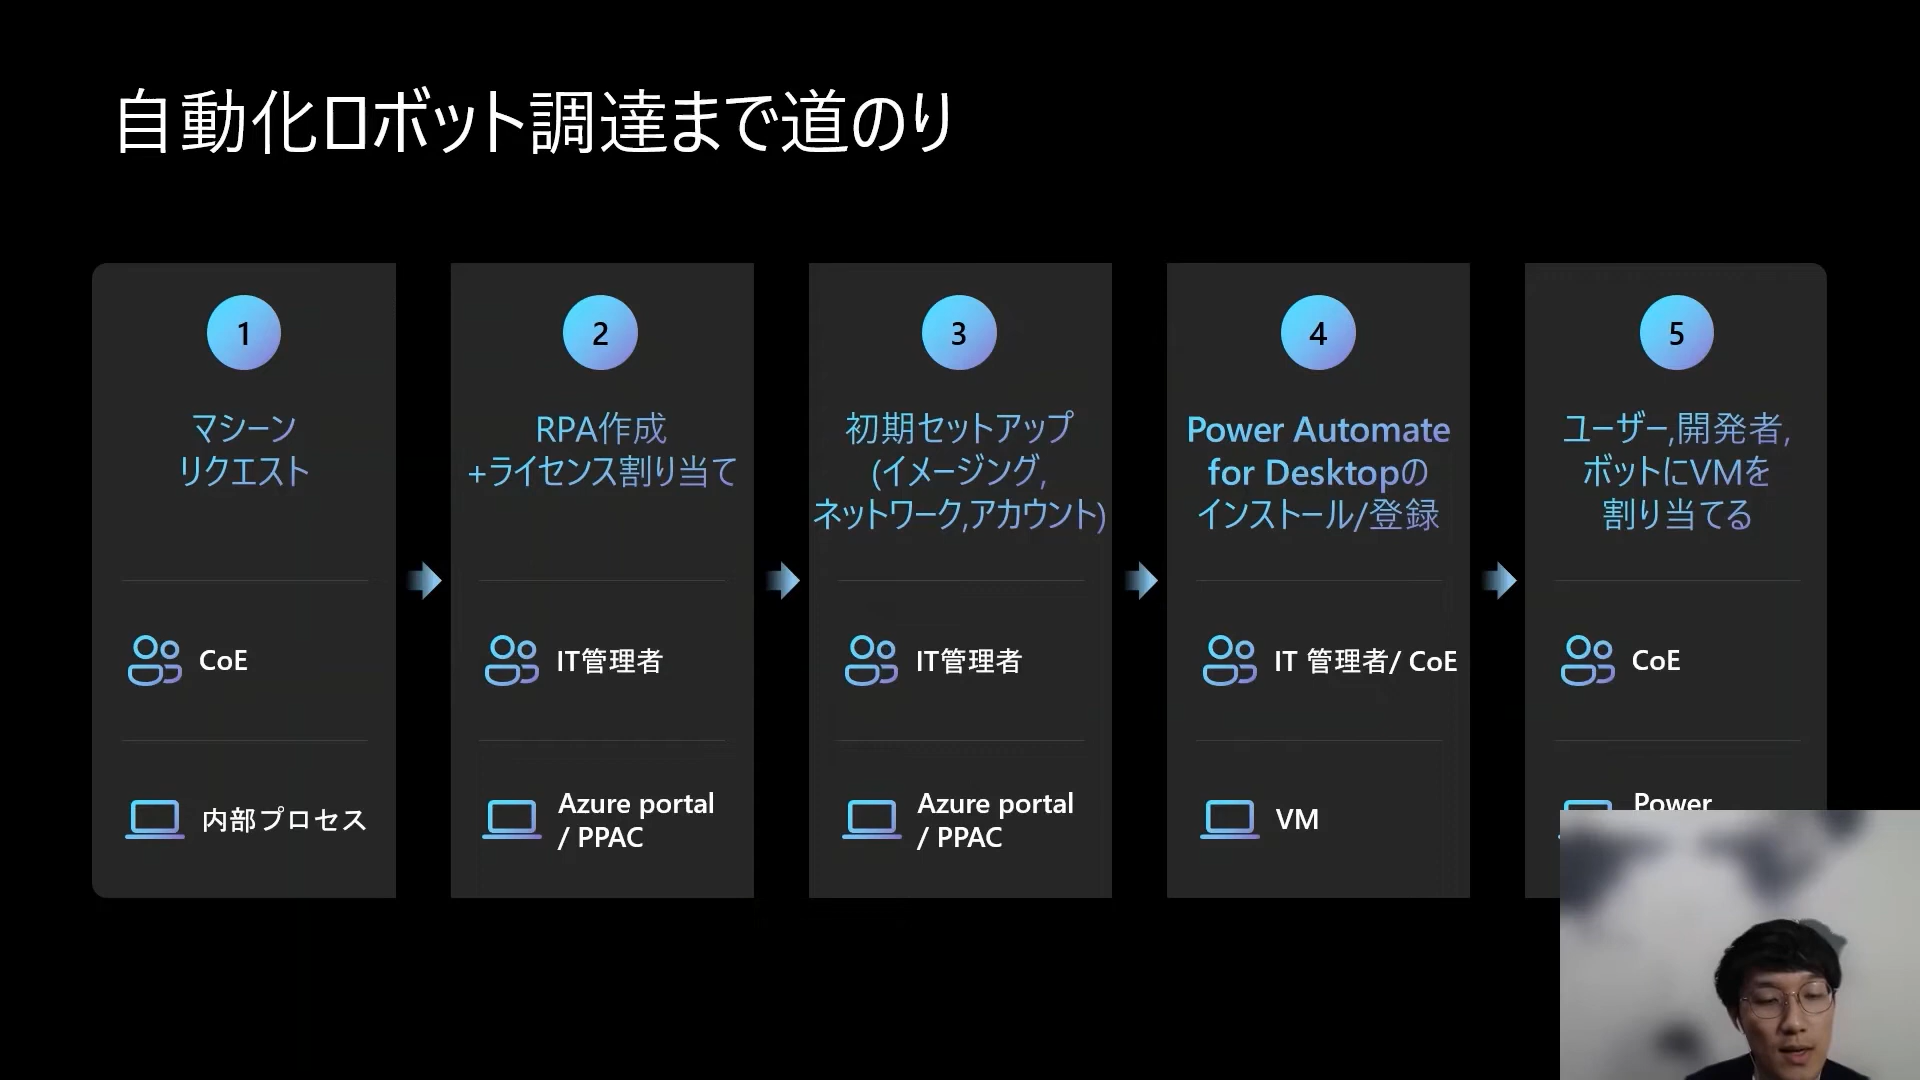 自動化ロボット調達まで道のり
1
マシーン
リクエスト
CoE
内部プロセス
2
RPA作成
+ライセンス割り当て
IT管理者
Azure portal
/ PPAC
3
初期セットアップ
(イメージング,
ネットワーク,アカウント)
IT管理者
Azure portal
/ PPAC
4
Power Automate
for Desktopの
インストール/登録
IT 管理者/ CoE
VM
5
ユーザー,開発者,
ボットにVMを
割り当てる
CoE
Power